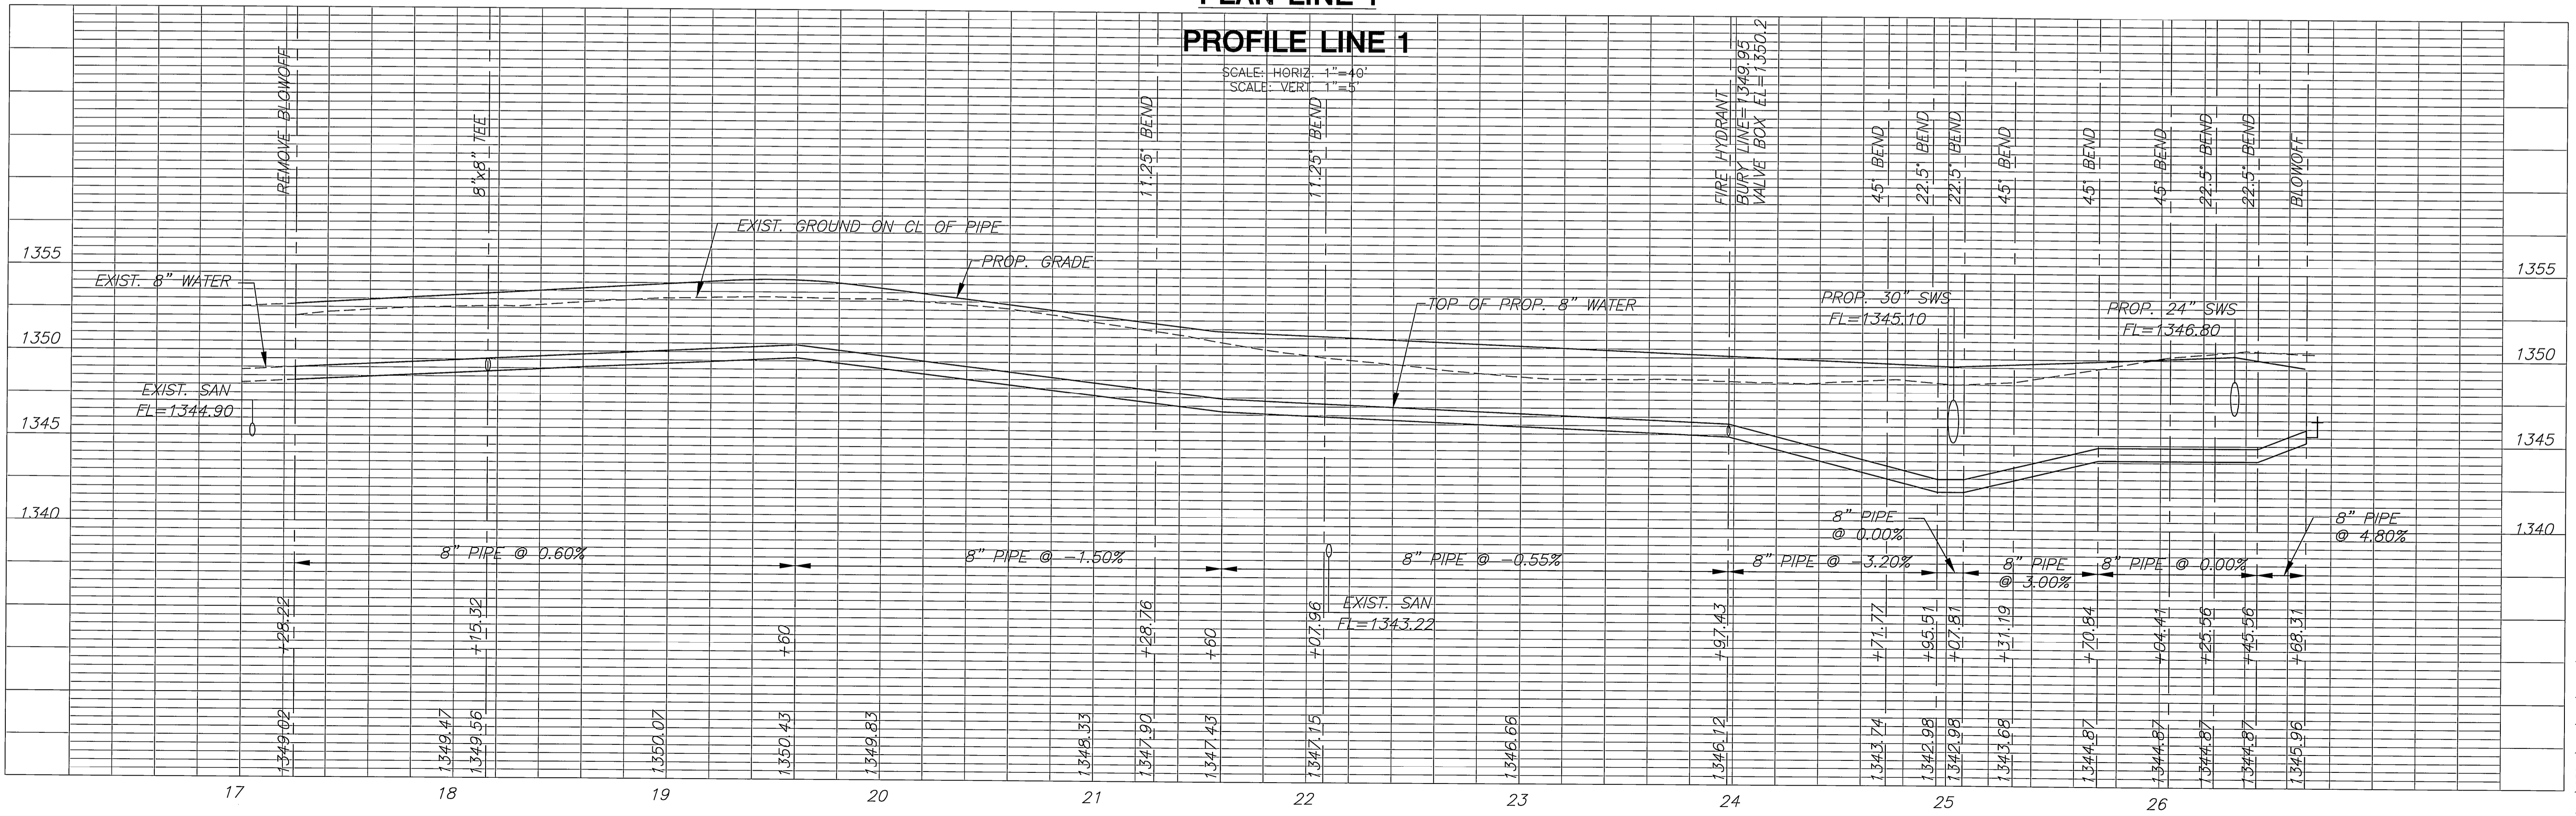 PLAN LINE 1
PROFILE LINE 1
SCALE: HORIZ. 1"=40'
SCALE: VERT. 1"=5'
REMOVE BLOWOFF
8"x8" TEE
11.25° BEND
11.25° BEND
FIRE HYDRANT
BURY LINE=1349.95
VALVE BOX EL=1350.2
45° BEND
22.5° BEND
22.5° BEND
45° BEND
45° BEND
45° BEND
22.5° BEND
22.5° BEND
BLOWOFF
EXIST. GROUND ON CL OF PIPE
PROP. GRADE
TOP OF PROP. 8" WATER
EXIST. 8" WATER
PROP. 30" SWS
FL=1345.10
PROP. 24" SWS
FL=1346.80
EXIST. SAN
FL=1344.90
1355
1350
1345
1340
1355
1350
1345
1340
8" PIPE @ 0.60%
8" PIPE @ -1.50%
8" PIPE @ -0.55%
8" PIPE @ -3.20%
8" PIPE
@ 0.00%
8" PIPE
@ 3.00%
8" PIPE @ 0.00%
8" PIPE
@ 4.80%
EXIST. SAN
FL=1343.22
+28.22
+15.32
+60
+28.76
+60
+07.96
+97.43
+71.77
+95.51
+07.81
+31.19
+70.84
+04.41
+25.56
+45.56
+68.31
1349.02
1349.47
1349.56
1350.07
1350.43
1349.83
1348.33
1347.90
1347.43
1347.15
1346.66
1346.12
1343.74
1342.98
1342.98
1343.68
1344.87
1344.87
1344.87
1344.87
1345.96
17
18
19
20
21
22
23
24
25
26